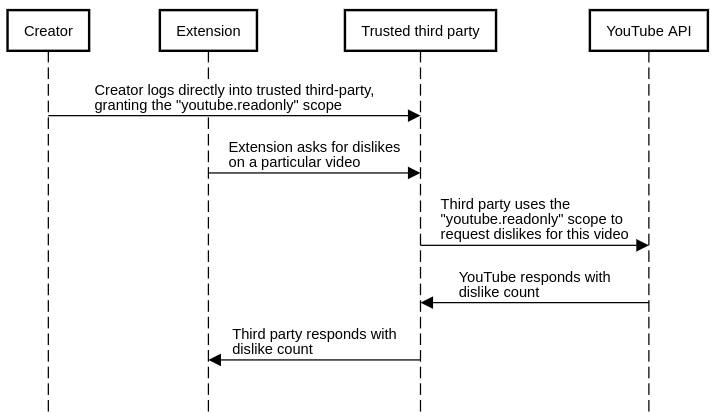 Creator
Extension
Trusted third party
YouTube API
Creator logs directly into trusted third-party,
granting the "youtube.readonly" scope
Extension asks for dislikes
on a particular video
Third party uses the
"youtube.readonly" scope to
request dislikes for this video
YouTube responds with
dislike count
Third party responds with
dislike count